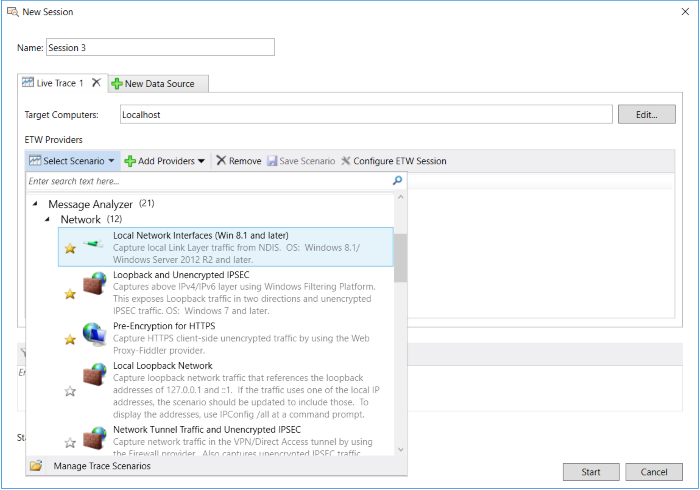 New Session
Name: Session 3
Live Trace 1
New Data Source
Target Computers: Localhost
Edit...
ETW Providers
Select Scenario Add Providers Remove Save Scenario Configure ETW Session
Enter search text here...
Message Analyzer (21)
Network (12)
Local Network Interfaces (Win 8.1 and later)
Capture local Link Layer traffic from NDIS. OS: Windows 8.1/
Windows Server 2012 R2 and later.
Loopback and Unencrypted IPSEC
Captures above IPv4/IPv6 layer using Windows Filtering Platform.
This exposes Loopback traffic in two directions and unencrypted
IPSEC traffic. OS: Windows 7 and later.
Pre-Encryption for HTTPS
Capture HTTPS client-side unencrypted traffic by using the Web
Proxy-Fiddler provider.
Local Loopback Network
Capture loopback network traffic that references the loopback
addresses of 127.0.0.1 and ::1. If the traffic uses one of the local IP
addresses, the scenario should be updated to include those. To
display the addresses, use IPConfig /all at a command prompt.
Network Tunnel Traffic and Unencrypted IPSEC
Capture network traffic in the VPN/Direct Access tunnel by using
the Firewall provider. Also captures unencrypted IPSEC traffic
Manage Trace Scenarios
Start
Cancel